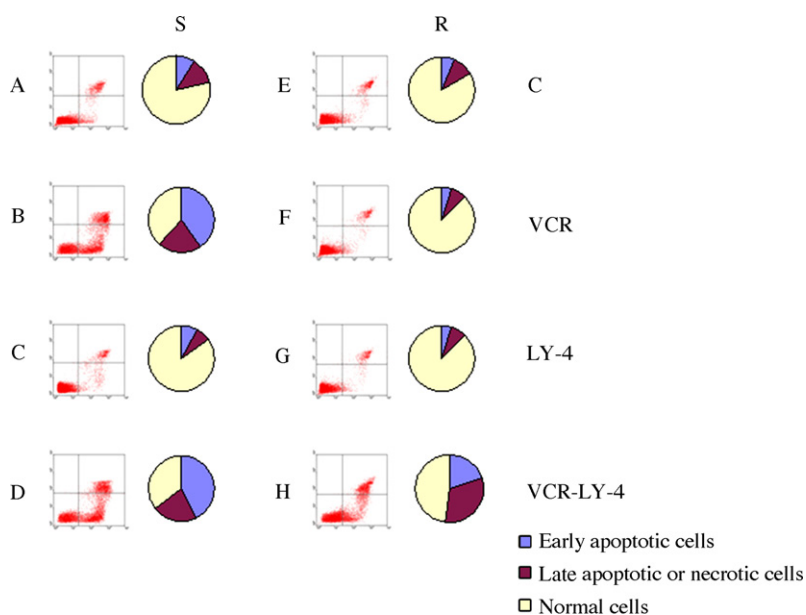 S R
A E C
B F VCR
C G LY-4
D H VCR-LY-4
Early apoptotic cells
Late apoptotic or necrotic cells
Normal cells